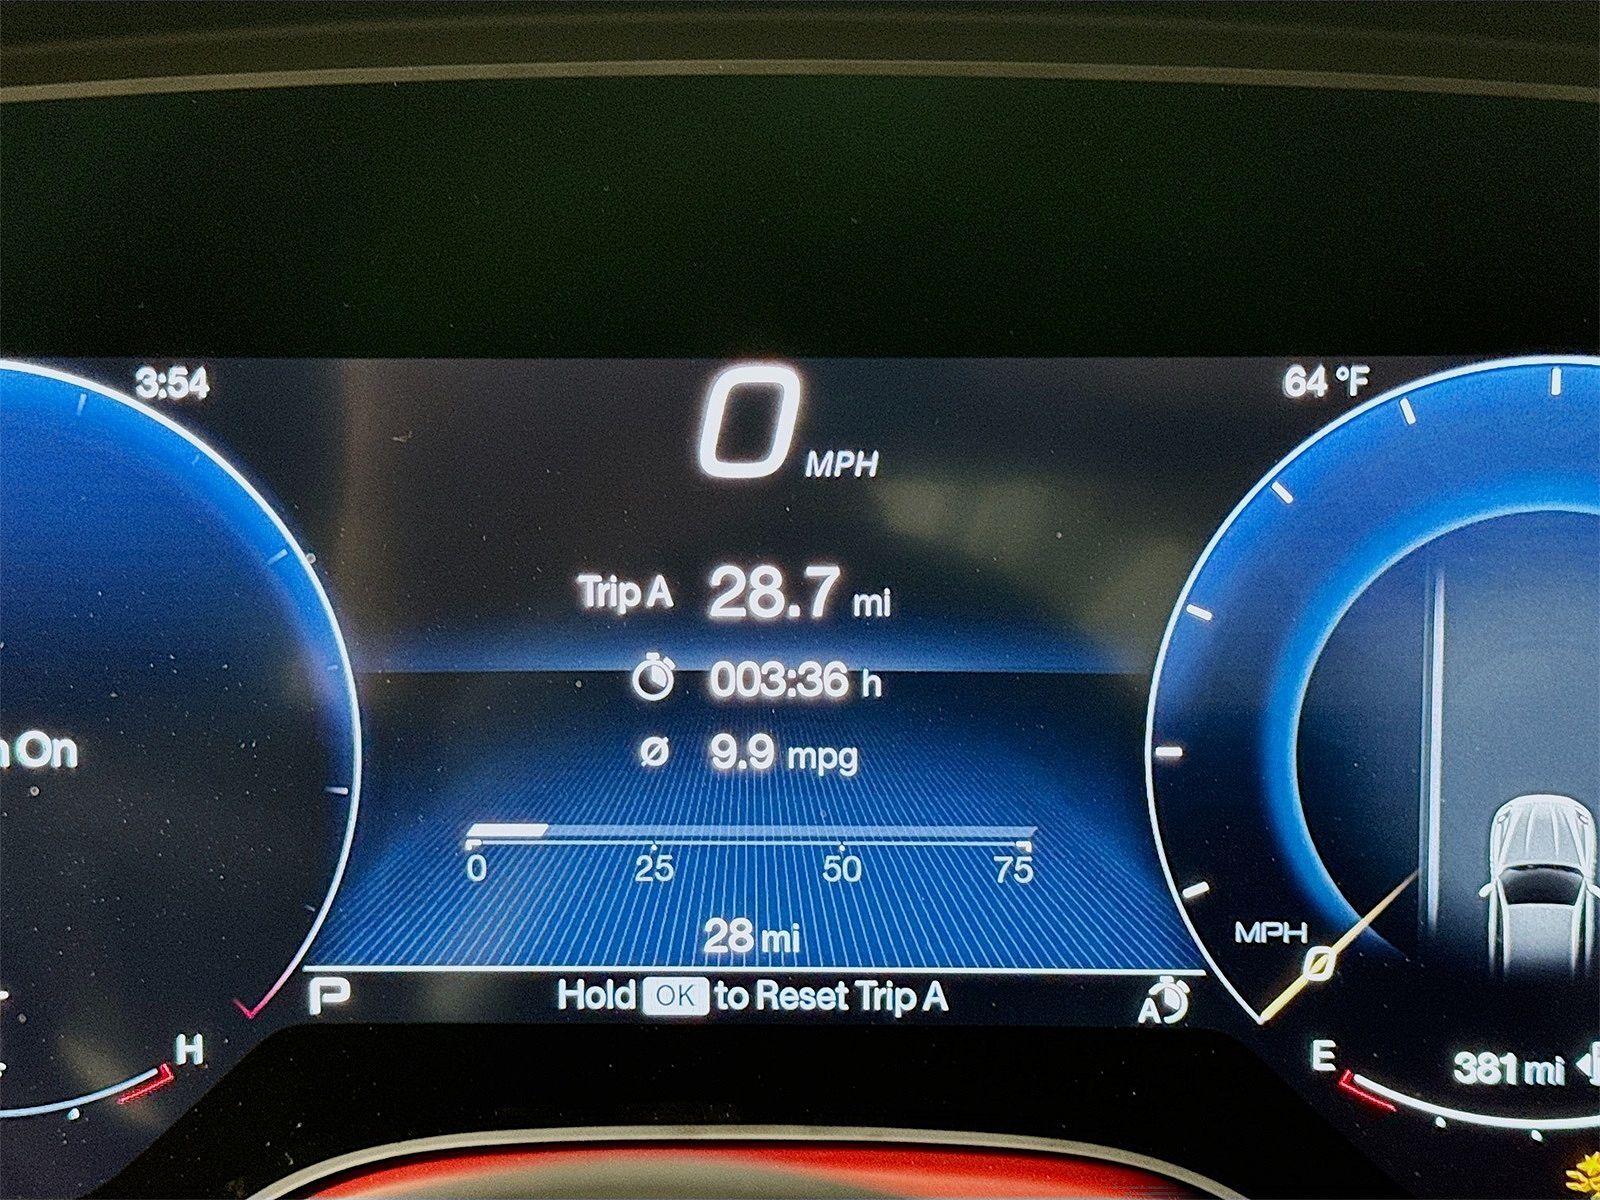 3:54
0 MPH
64 °F
Trip A 28.7 mi
003:36 h
ø 9.9 mpg
On
0 25 50 75
28 mi
MPH
0
P
Hold OK to Reset Trip A
A
H
E
381 mi